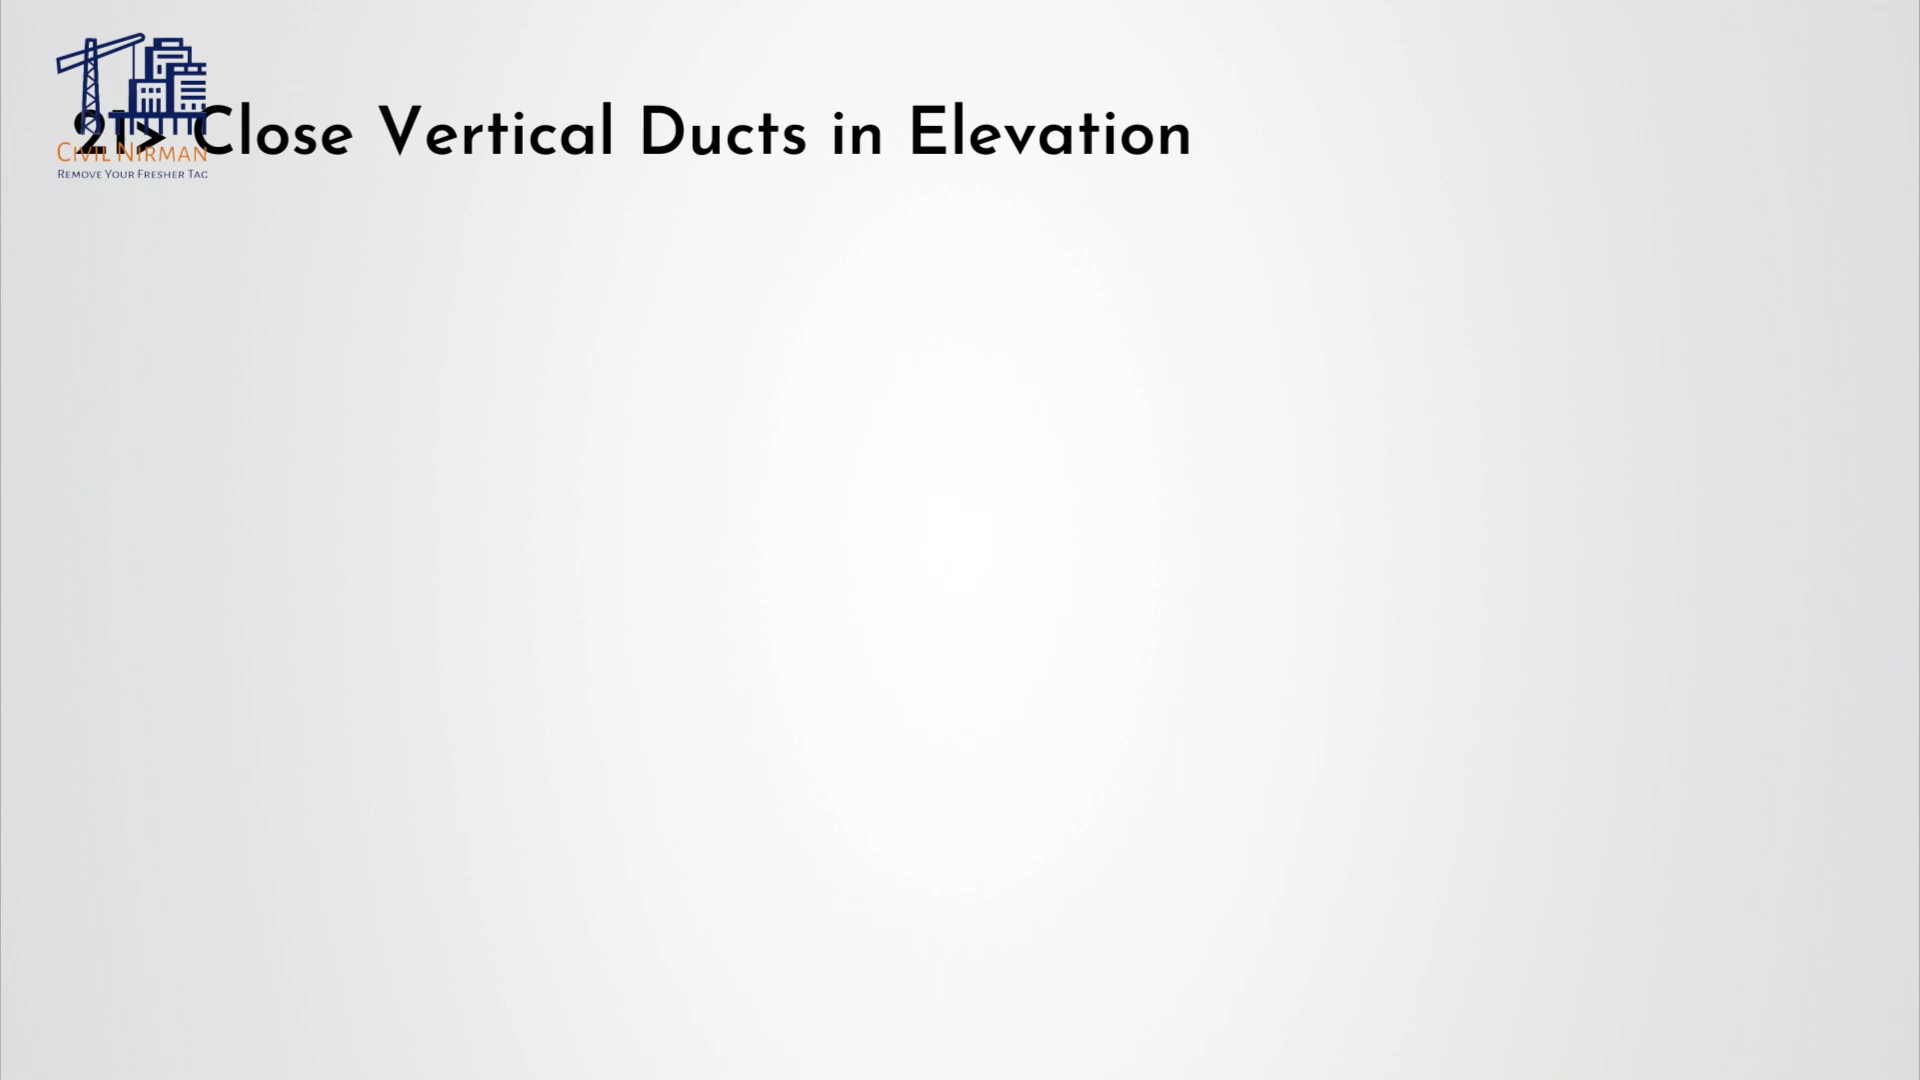 21> Close Vertical Ducts in Elevation
CIVIL NIRMAN
REMOVE YOUR FRESHER TAG